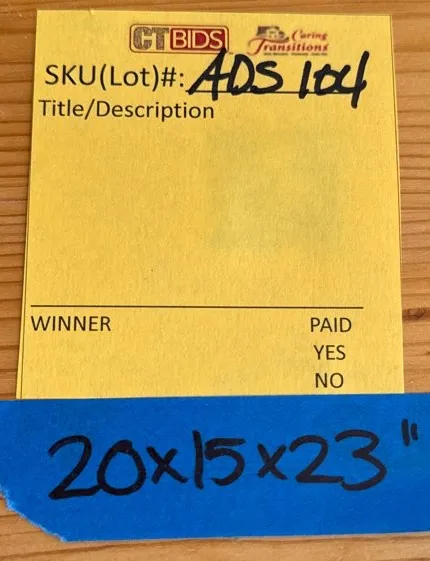 CTBIDS Caring Transitions
SKU(Lot)#: ADS 104
Title/Description
WINNER PAID
YES
NO
20x15x23"